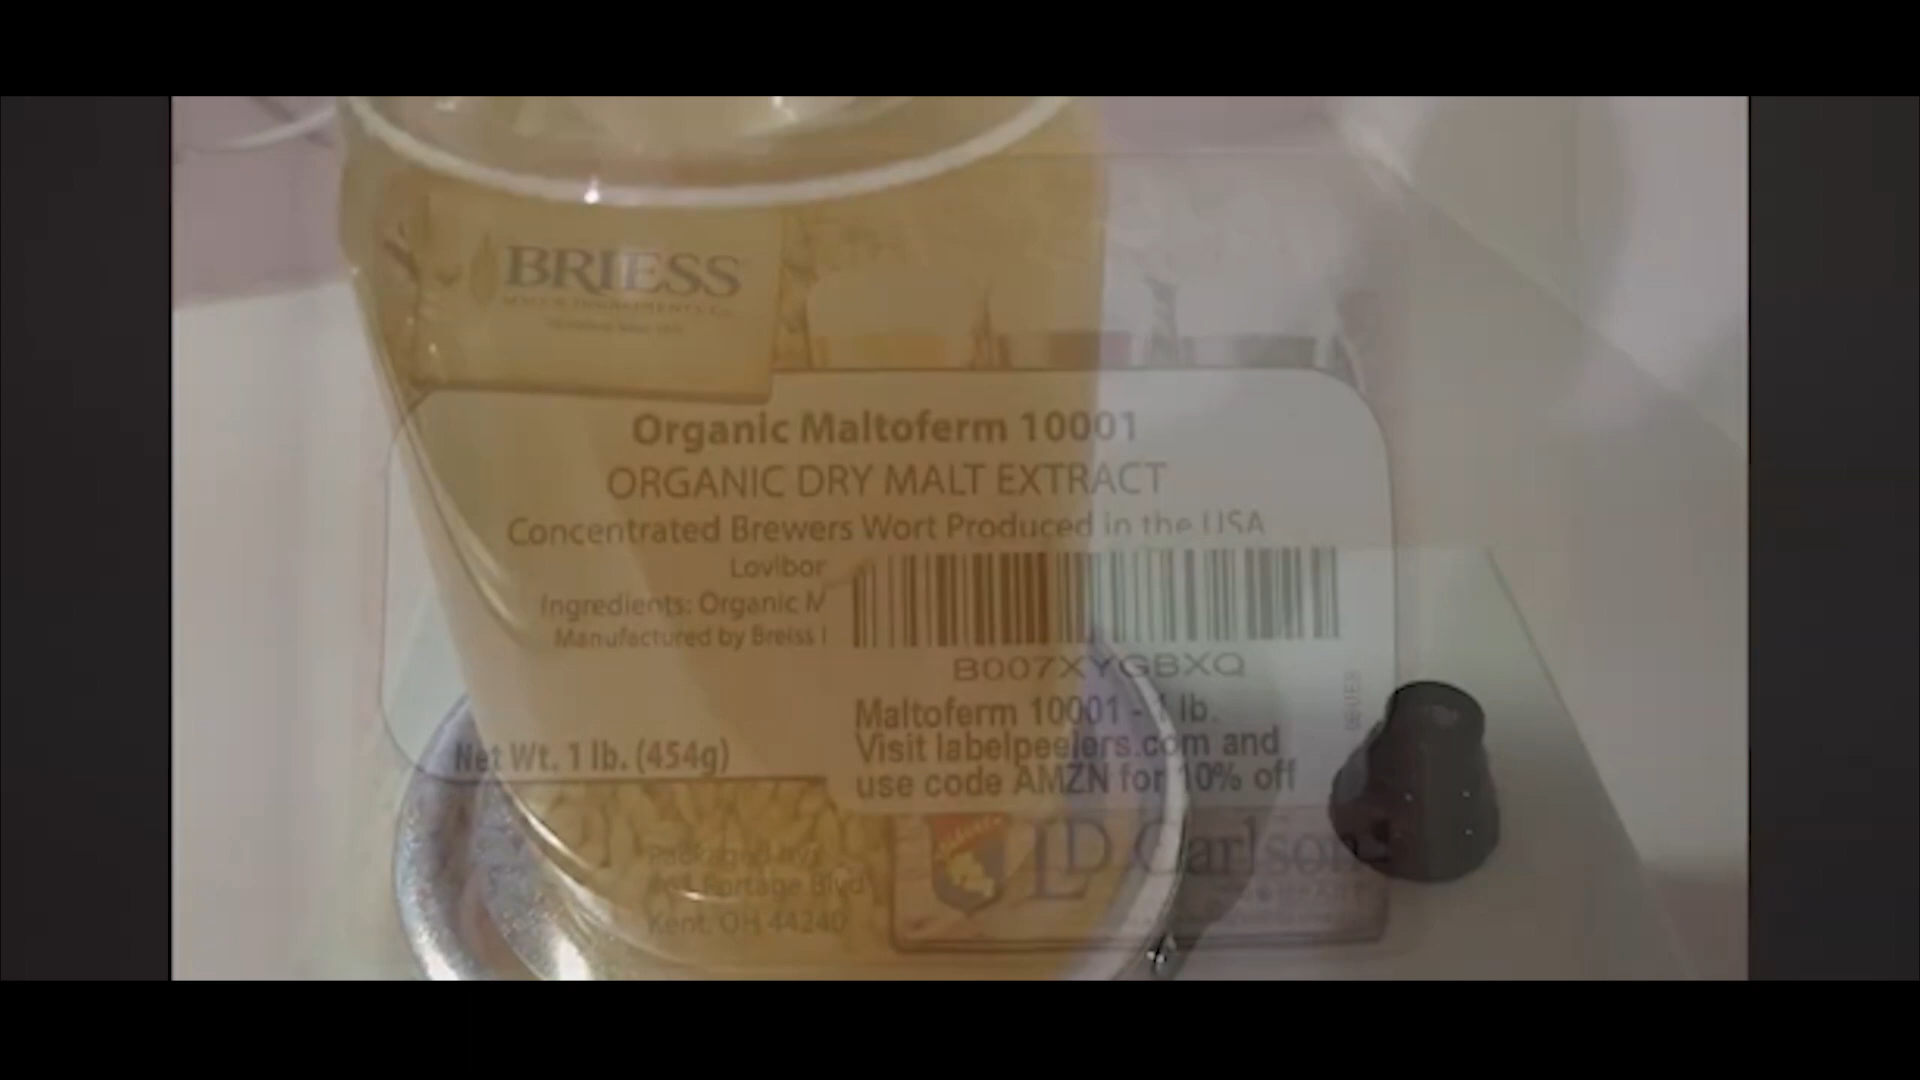 BRIESS
Organic Maltoferm 10001
ORGANIC DRY MALT EXTRACT
Concentrated Brewers Wort Produced in the USA
Lovibor
Ingredients: Organic M
Manufactured by Breiss I
B007XYGBXQ
Maltoferm 10001 - 1 lb.
Visit labelpeelers.com and
use code AMZN for 10% off
Net Wt. 1 lb. (454g)
LD Carlson
Portage Blvd
Kent, OH 44240